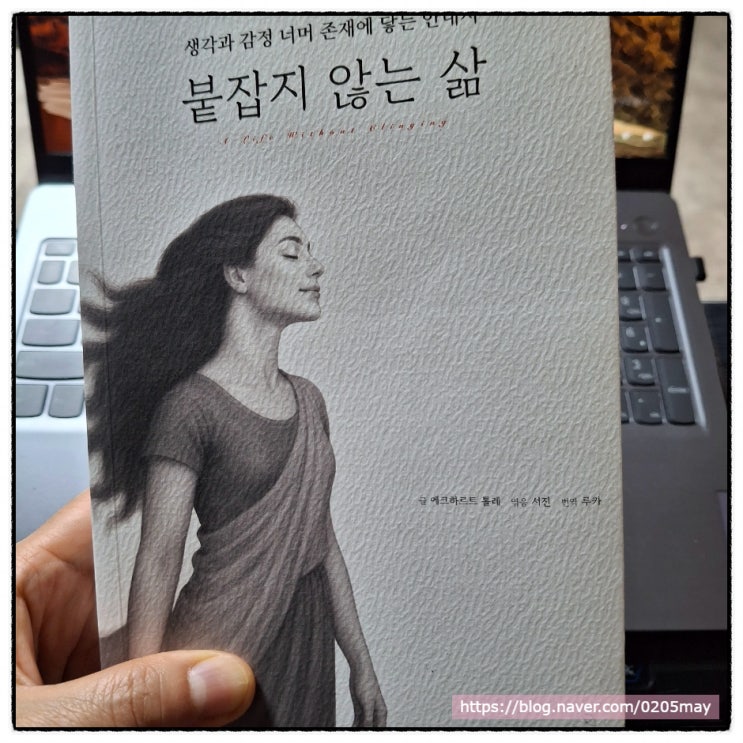 생각과 감정 너머 존재에 닿는 안내서
붙잡지 않는 삶
A Life Without Clinging
글 에크하르트 톨레 엮음 서진 번역 루카
https://blog.naver.com/0205may